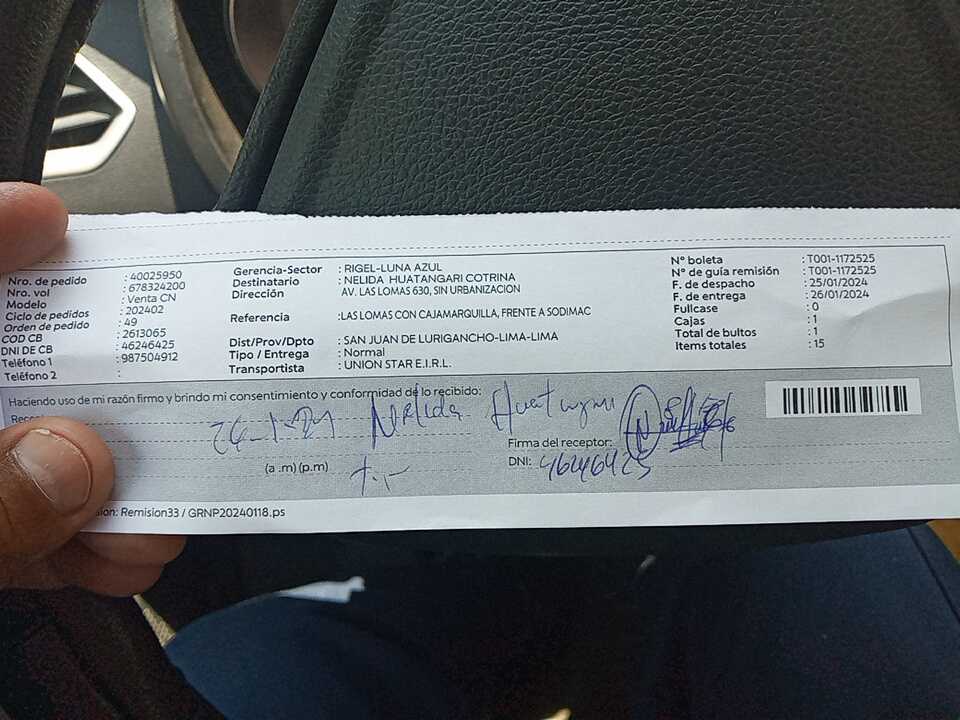 Nro. de pedido : 40025950
Nro. vol : 678324200
Modelo : Venta CN
Ciclo de pedidos : 202402
Orden de pedido : 49
COD CB : 2613065
DNI DE CB : 46246425
Teléfono 1 : 987504912
Teléfono 2 :
Gerencia-Sector : RIGEL-LUNA AZUL
Destinatario : NELIDA HUATANGARI COTRINA
Dirección AV. LAS LOMAS 630, SIN URBANIZACION
Referencia :LAS LOMAS CON CAJAMARQUILLA, FRENTE A SODIMAC
Dist/Prov/Dpto : SAN JUAN DE LURIGANCHO-LIMA-LIMA
Tipo / Entrega : Normal
Transportista : UNION STAR E.I.R.L.
N° boleta : T001-1172525
N° de guía remisión : T001-1172525
F. de despacho : 25/01/2024
F. de entrega : 26/01/2024
Fullcase : 0
Cajas : 1
Total de bultos : 1
Items totales : 15
Haciendo uso de mi razón firmo y brindo mi consentimiento y conformidad de lo recibido:
Nelida
(a .m) (p.m)
Firma del receptor:
DNI: 46246425
Remision33 / GRNP20240118.ps